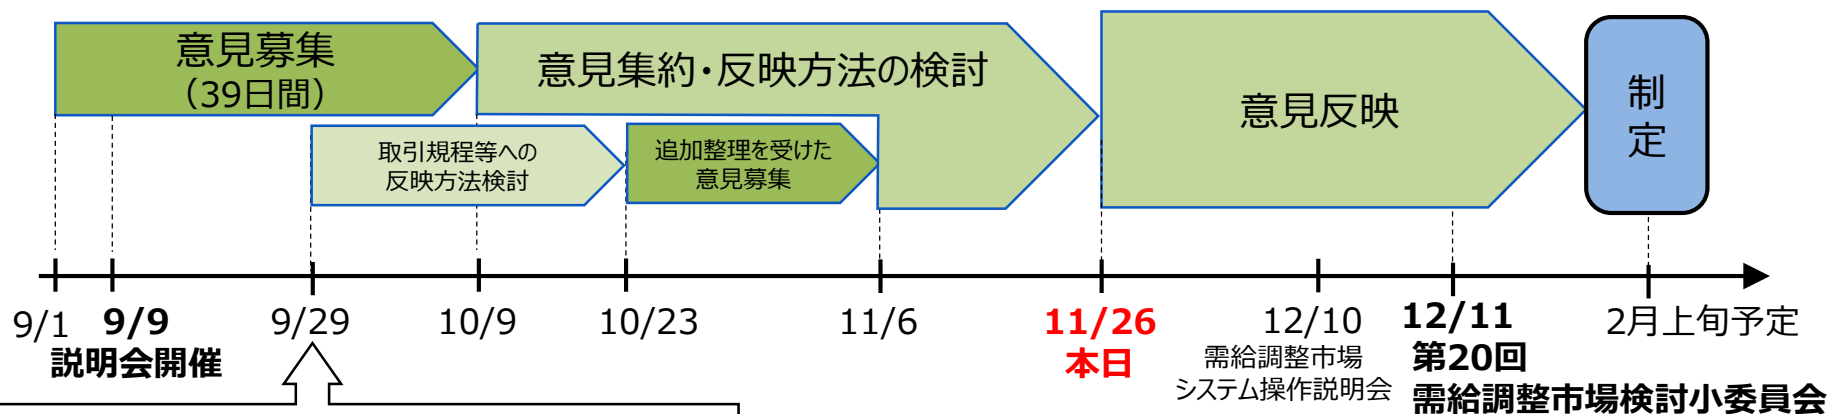 意見募集
（39日間）
意見集約・反映方法の検討
意見反映
制
定
取引規程等への
反映方法検討
追加整理を受けた
意見募集
9/1
9/9
説明会開催
9/29
10/9
10/23
11/6
11/26
本日
12/10
需給調整市場
システム操作説明会
12/11
第20回
需給調整市場検討小委員会
2月上旬予定